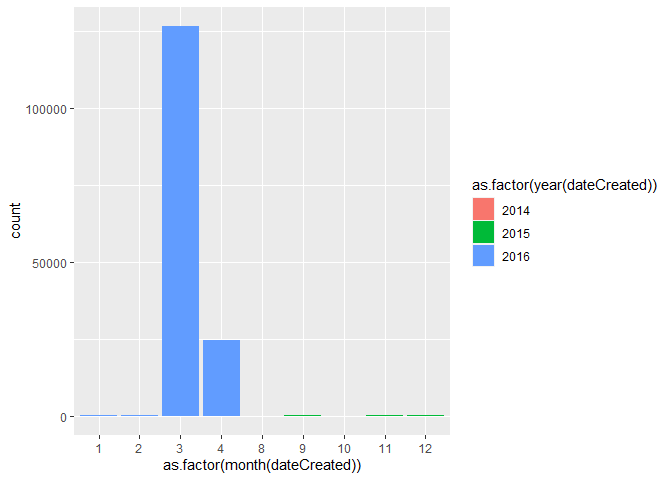 100000
50000
0
count
1 2 3 4 8 9 10 11 12
as.factor(month(dateCreated))
as.factor(year(dateCreated))
2014
2015
2016